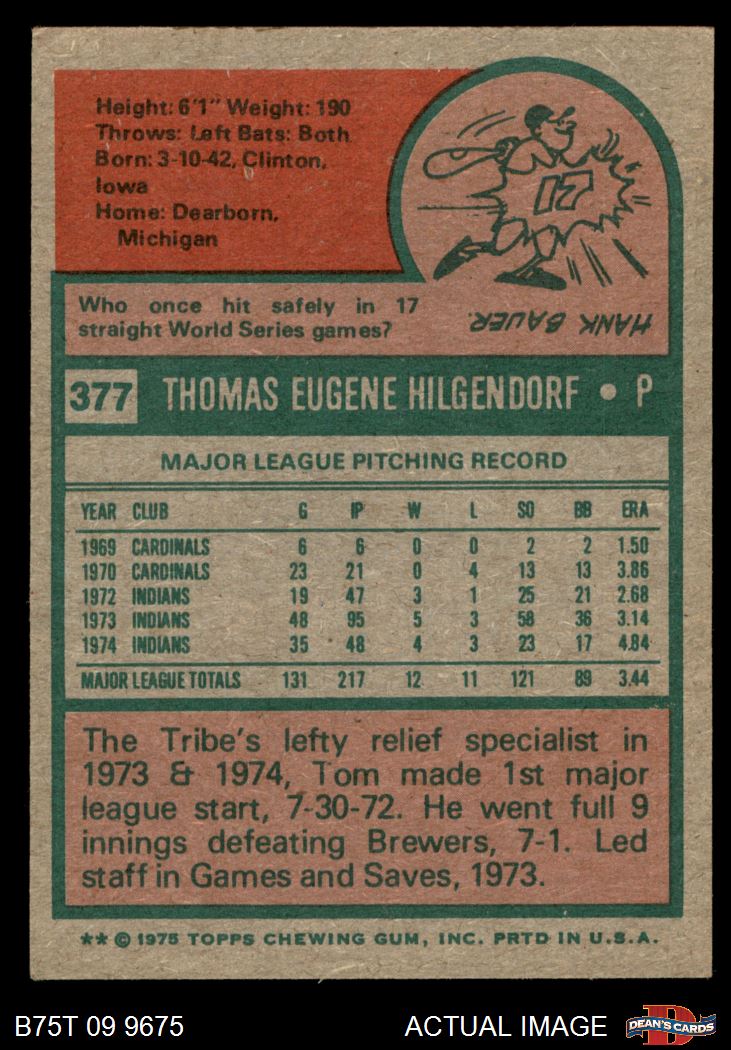 Height: 6'1" Weight: 190
Throws: Left Bats: Both
Born: 3-10-42, Clinton,
Iowa
Home: Dearborn,
Michigan
17
Who once hit safely in 17
straight World Series games?
HANK BAUER.
377 THOMAS EUGENE HILGENDORF • P
MAJOR LEAGUE PITCHING RECORD
YEAR CLUB G IP W L SO BB ERA
1969 CARDINALS 6 6 0 0 2 2 1.50
1970 CARDINALS 23 21 0 4 13 13 3.86
1972 INDIANS 19 47 3 1 25 21 2.68
1973 INDIANS 48 95 5 3 58 36 3.14
1974 INDIANS 35 48 4 3 23 17 4.84
MAJOR LEAGUE TOTALS 131 217 12 11 121 89 3.44
The Tribe's lefty relief specialist in
1973 & 1974, Tom made 1st major
league start, 7-30-72. He went full 9
innings defeating Brewers, 7-1. Led
staff in Games and Saves, 1973.
** © 1975 TOPPS CHEWING GUM, INC. PRTD IN U.S.A.
B75T 09 9675 ACTUAL IMAGE D DEAN'S CARDS